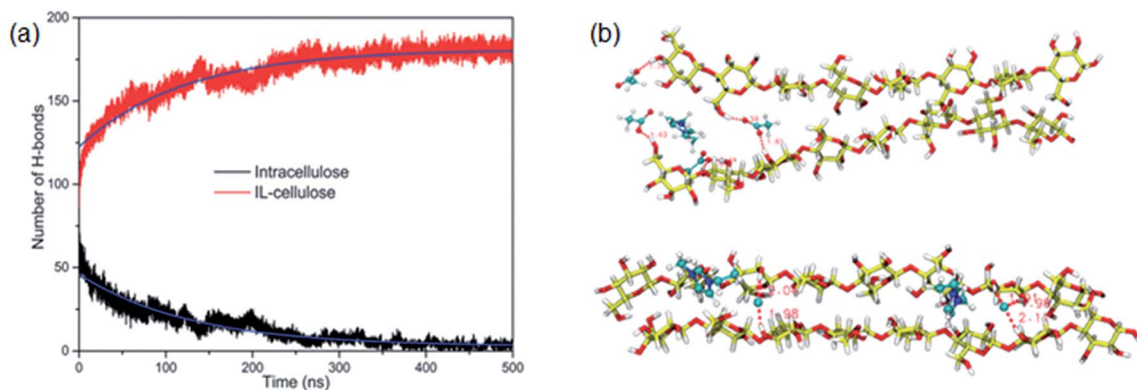 (a)
200
150
100
50
0
Number of H-bonds
Intracellulose
IL-cellulose
0 100 200 300 400 500
Time (ns)
(b)